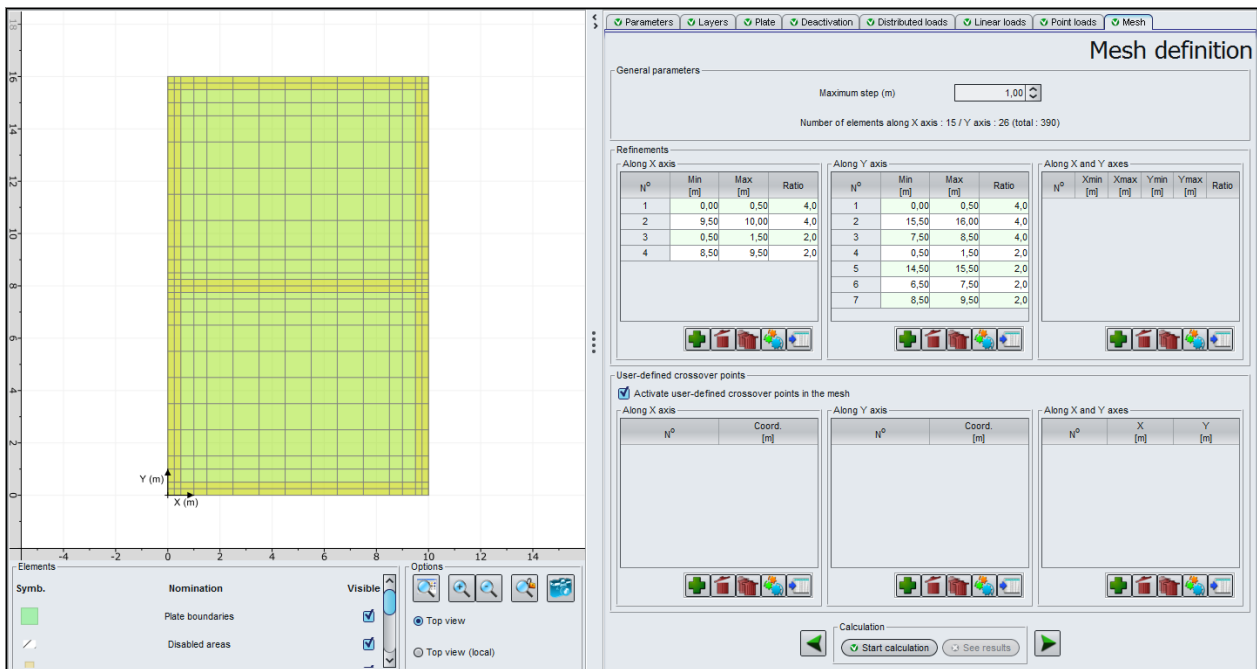 Parameters Layers Plate Deactivation Distributed loads Linear loads Point loads Mesh
Mesh definition
General parameters
Maximum step (m) 1,00
Number of elements along X axis : 15 / Y axis : 26 (total : 390)
Refinements
Along X axis
Nº Min [m] Max [m] Ratio
1 0,00 0,50 4,0
2 9,50 10,00 4,0
3 0,50 1,50 2,0
4 8,50 9,50 2,0
Along Y axis
Nº Min [m] Max [m] Ratio
1 0,00 0,50 4,0
2 15,50 16,00 4,0
3 7,50 8,50 4,0
4 0,50 1,50 2,0
5 14,50 15,50 2,0
6 6,50 7,50 2,0
7 8,50 9,50 2,0
Along X and Y axes
Nº Xmin [m] Xmax [m] Ymin [m] Ymax [m] Ratio
User-defined crossover points
Activate user-defined crossover points in the mesh
Along X axis
Nº Coord. [m]
Along Y axis
Nº Coord. [m]
Along X and Y axes
Nº X [m] Y [m]
Calculation
Start calculation See results
18
16
14
12
10
8
6
4
2
0
Y (m)
X (m)
-4 -2 0 2 4 6 8 10 12 14
Elements
Symb. Nomination Visible
Plate boundaries
Disabled areas
Options
Top view
Top view (local)